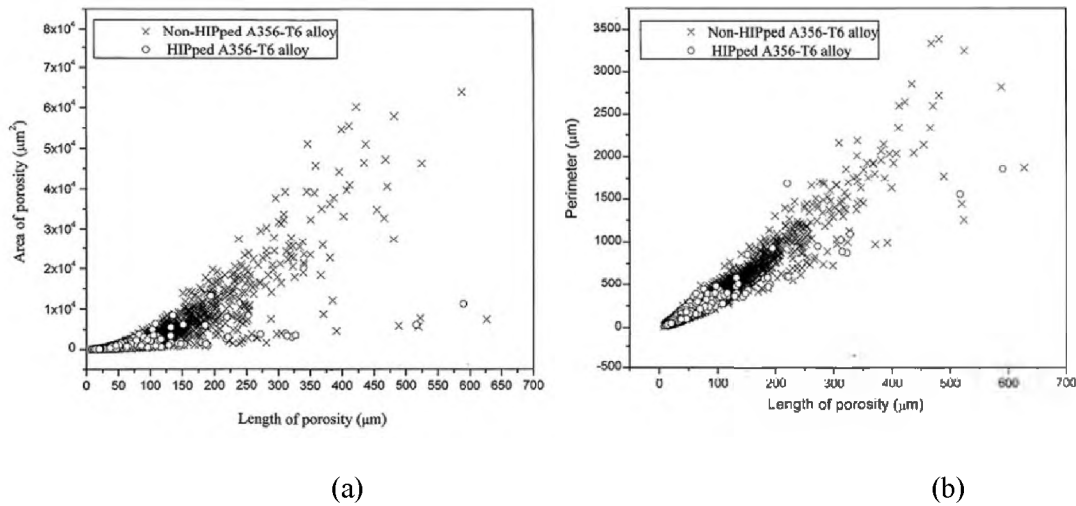 Non-HIPped A356-T6 alloy
HIPped A356-T6 alloy
8x10⁴
7x10⁴
6x10⁴
5x10⁴
4x10⁴
3x10⁴
2x10⁴
1x10⁴
0
Area of porosity (μm²)
0 50 100 150 200 250 300 350 400 450 500 550 600 650 700
Length of porosity (μm)
(a)
Non-HIPped A356-T6 alloy
HIPped A356-T6 alloy
3500
3000
2500
2000
1500
1000
500
0
-500
Perimeter (μm)
0 100 200 300 400 500 600 700
Length of porosity (μm)
(b)